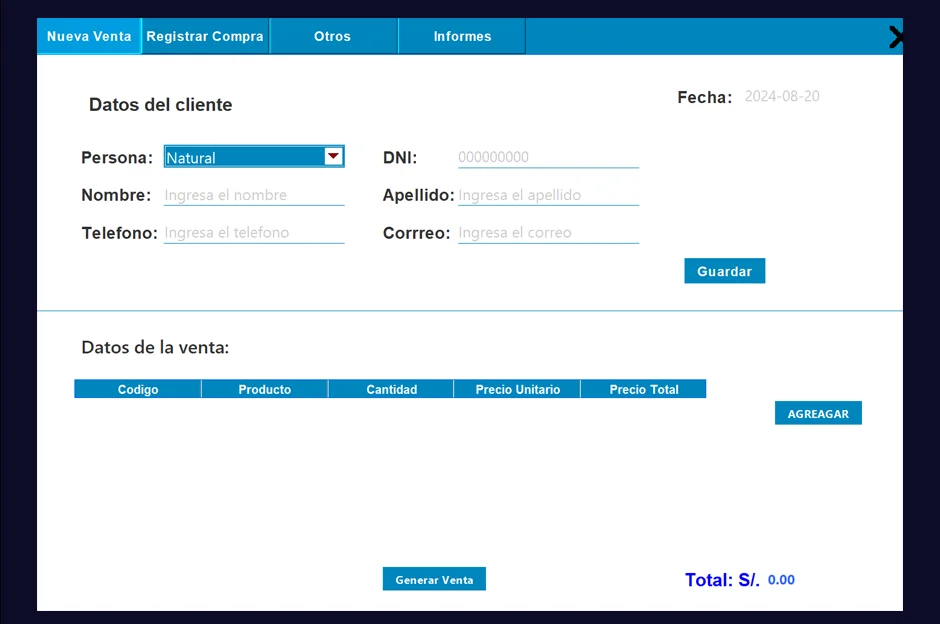 Nueva Venta Registrar Compra Otros Informes
Datos del cliente
Fecha: 2024-08-20
Persona: Natural DNI: 000000000
Nombre: Ingresa el nombre Apellido: Ingresa el apellido
Telefono: Ingresa el telefono Corrreo: Ingresa el correo
Guardar
Datos de la venta:
Codigo Producto Cantidad Precio Unitario Precio Total
AGREAGAR
Generar Venta Total: S/. 0.00